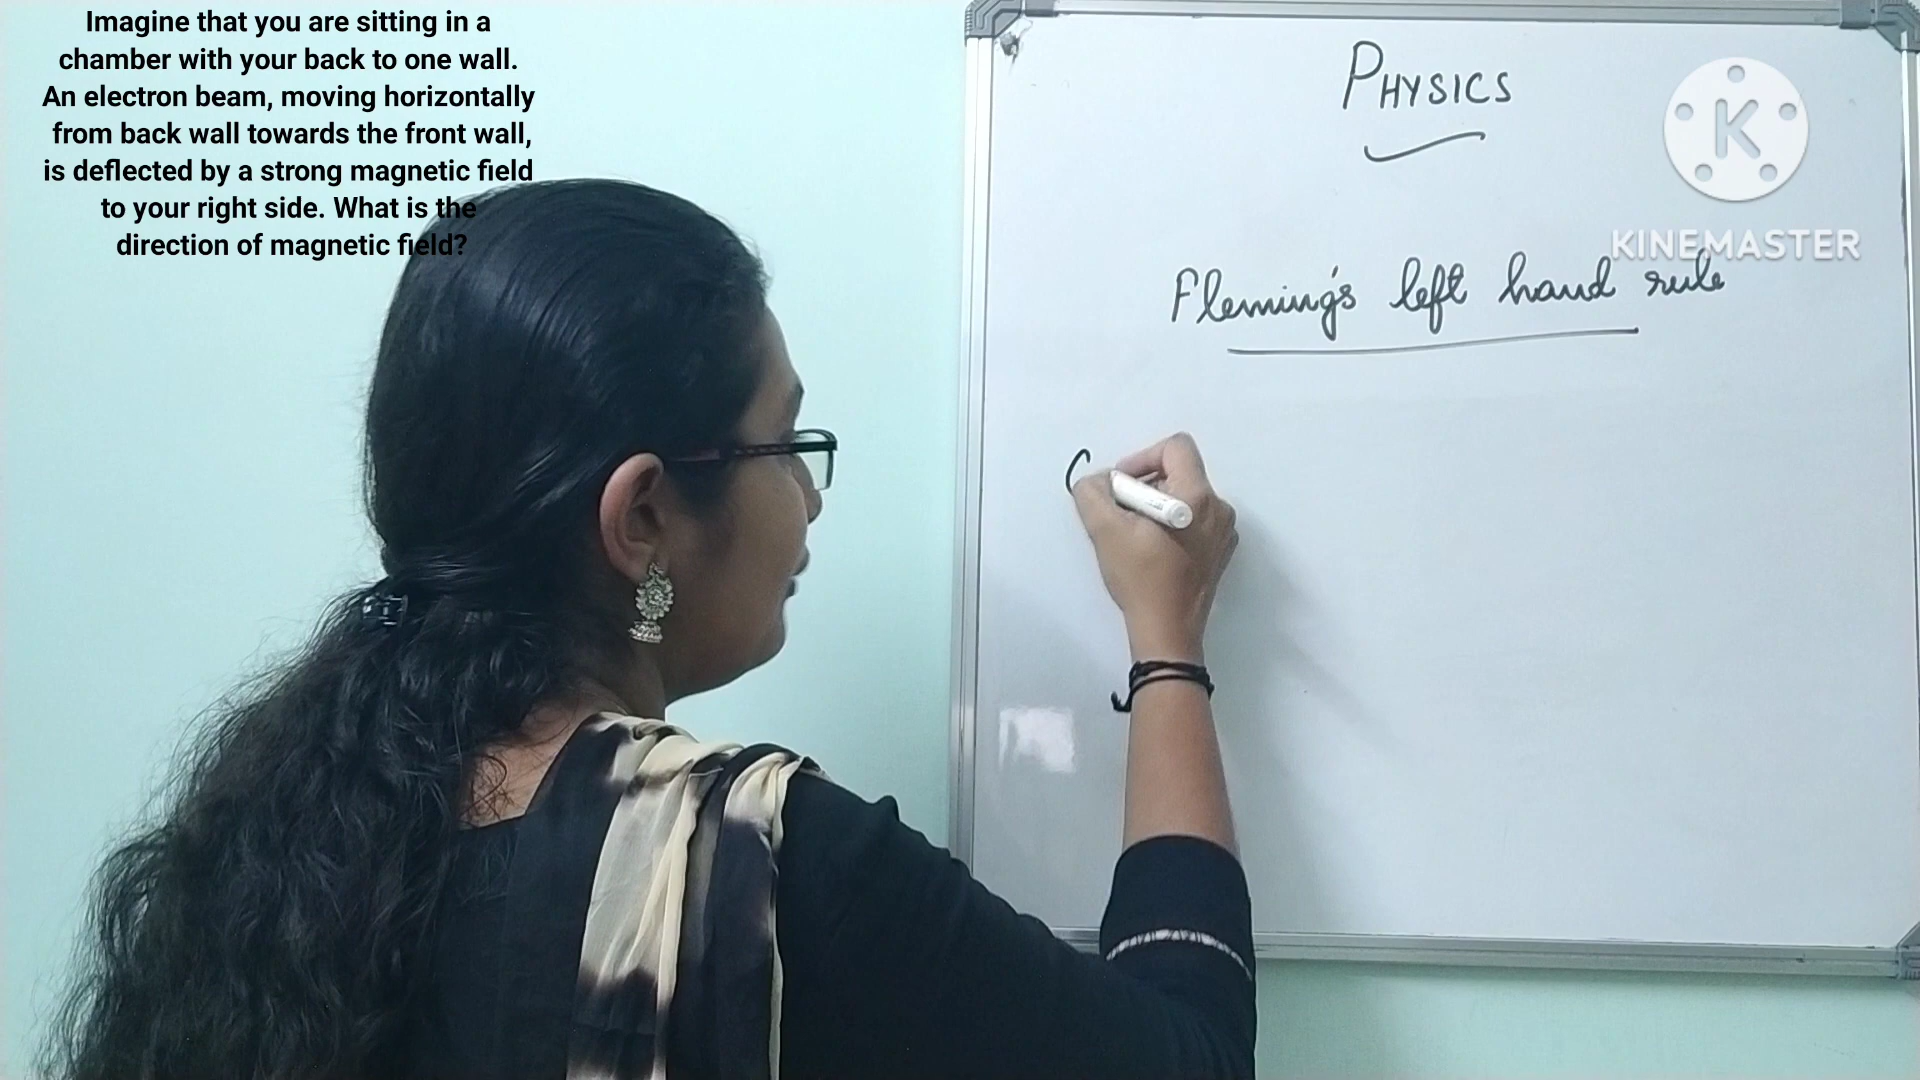 Imagine that you are sitting in a
chamber with your back to one wall.
An electron beam, moving horizontally
from back wall towards the front wall,
is deflected by a strong magnetic field
to your right side. What is the
direction of magnetic field?
PHYSICS
K
KINEMASTER
Fleming's left hand rule
C